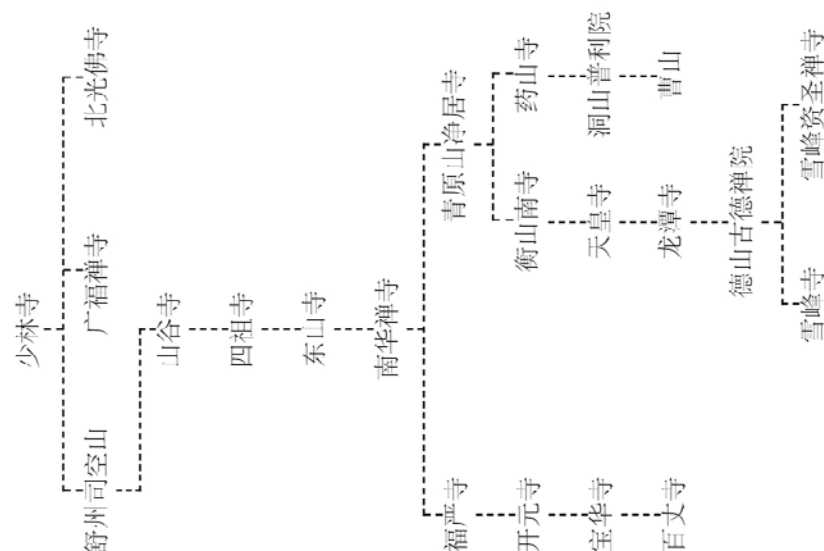 少林寺
舒州司空山
广福禅寺
北光佛寺
山谷寺
四祖寺
东山寺
南华禅寺
福严寺
青原山净居寺
开元寺
衡山南寺
药山寺
宝华寺
天皇寺
洞山普利院
百丈寺
龙潭寺
曹山
德山古德禅院
雪峰寺
雪峰资圣禅寺